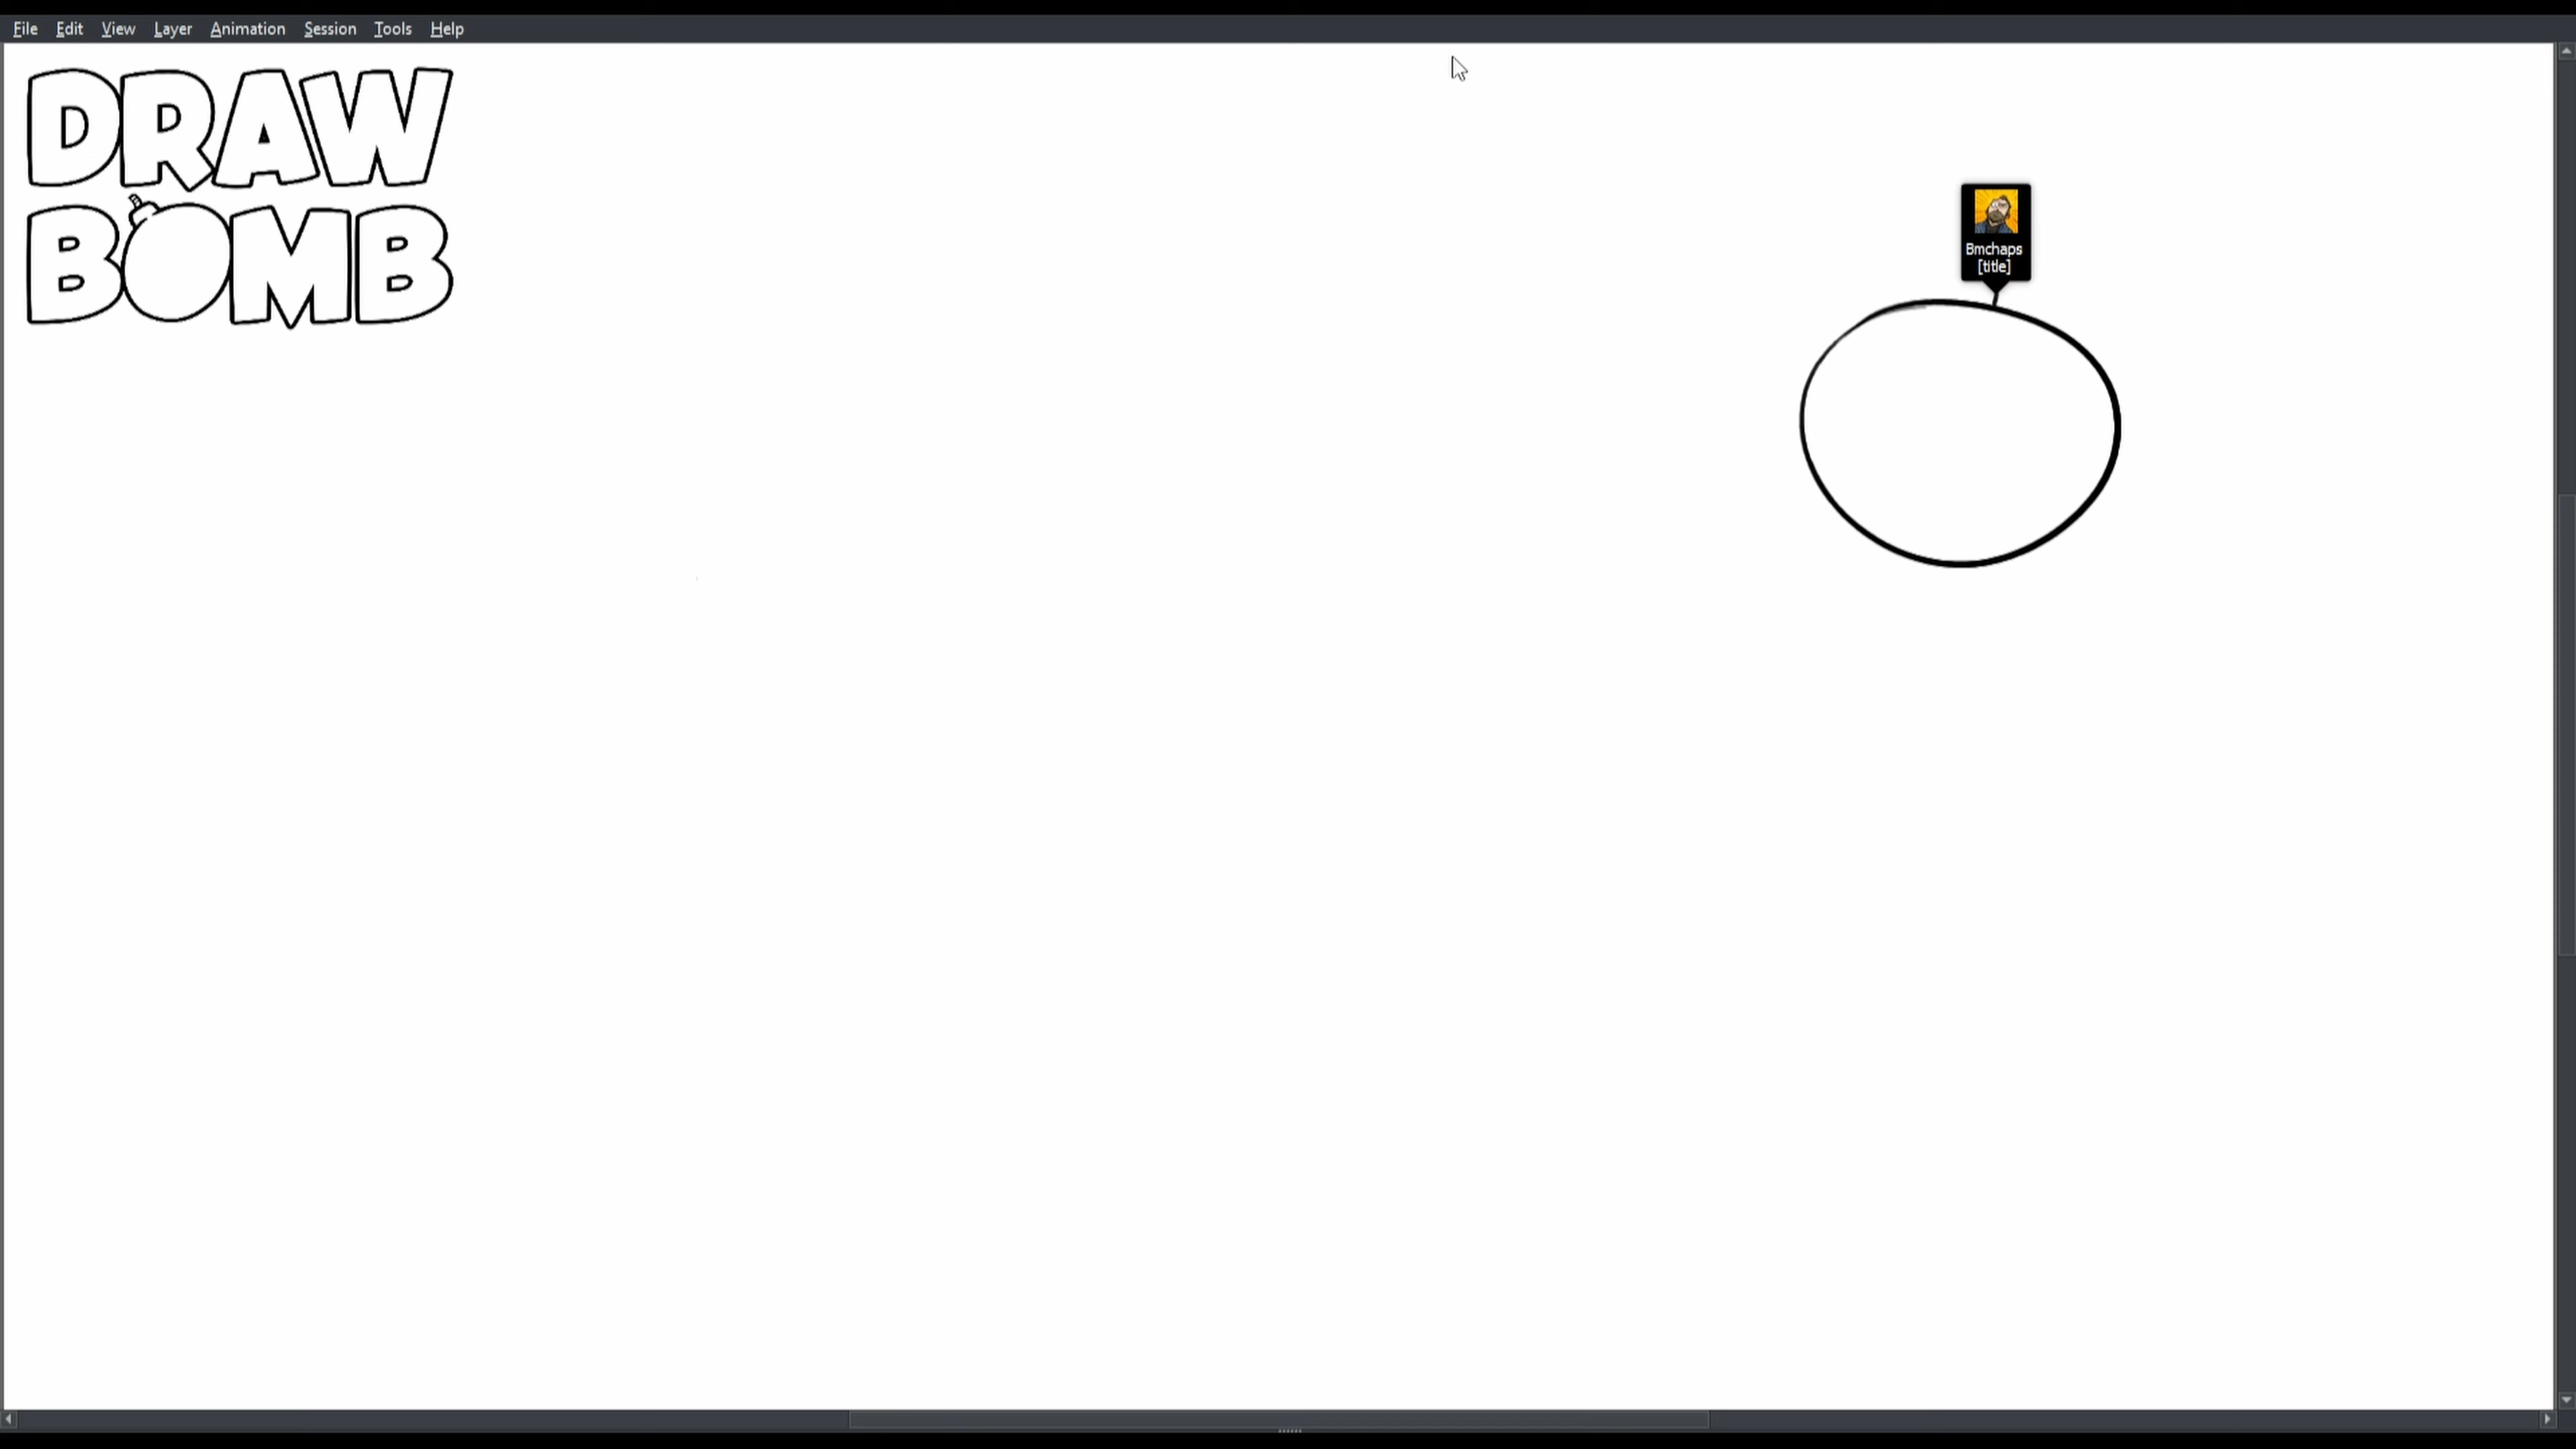 File Edit View Layer Animation Session Tools Help
DRAW
BOMB
Bmchaps
[title]